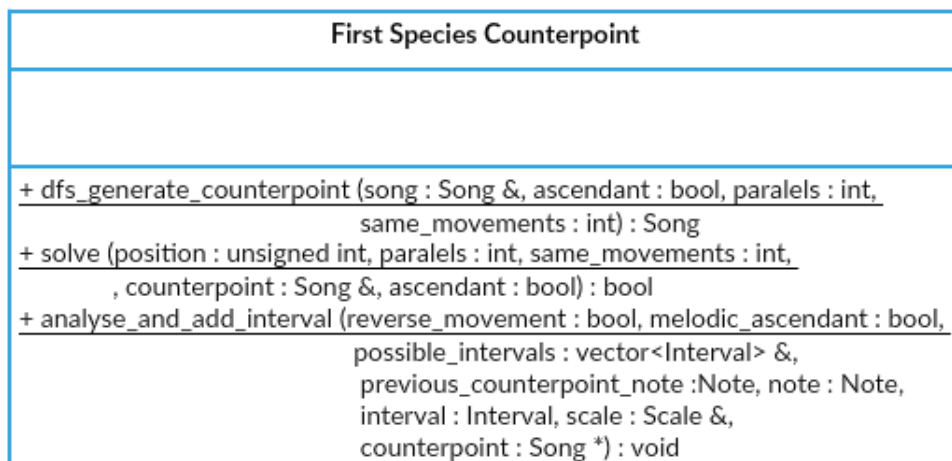 First Species Counterpoint
+ dfs_generate_counterpoint (song : Song &, ascendant : bool, paralels : int,
same_movements : int) : Song
+ solve (position : unsigned int, paralels : int, same_movements : int,
, counterpoint : Song &, ascendant : bool) : bool
+ analyse_and_add_interval (reverse_movement : bool, melodic_ascendant : bool,
possible_intervals : vector<Interval> &,
previous_counterpoint_note :Note, note : Note,
interval : Interval, scale : Scale &,
counterpoint : Song *) : void